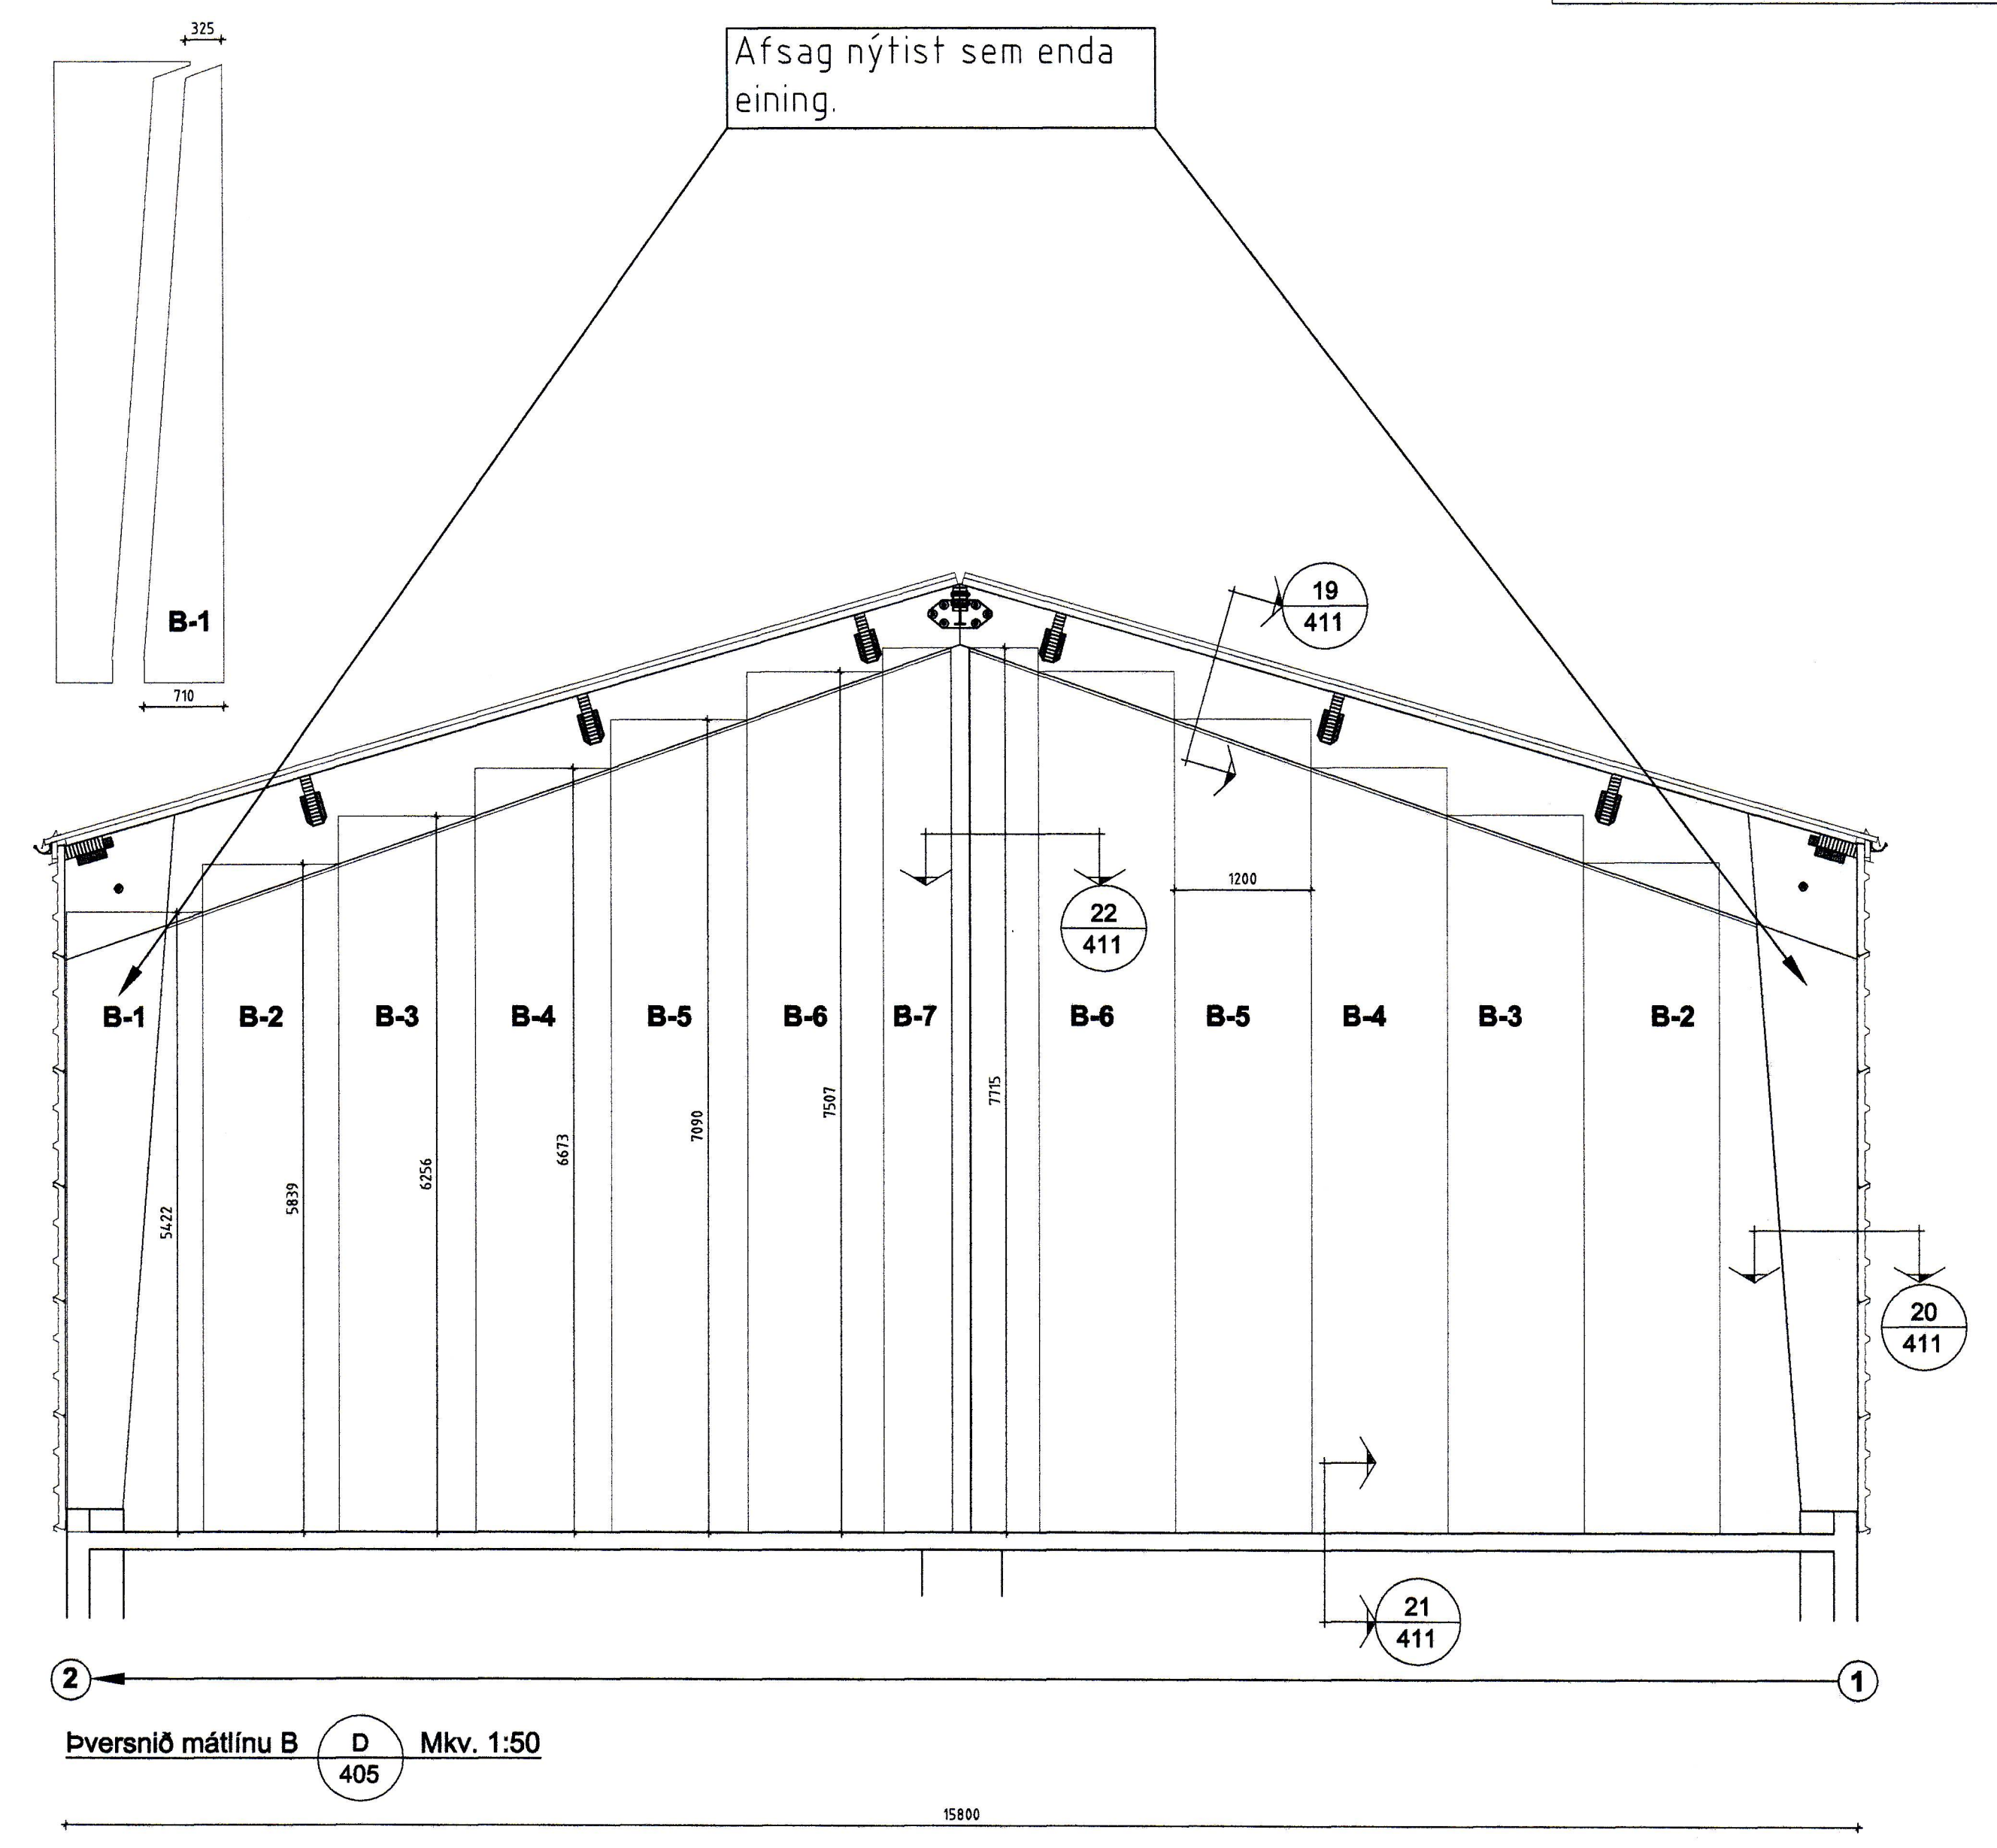 325
Afsag nýtist sem enda
eining.
B-1
710
19
411
1200
22
411
B-1
B-2
B-3
B-4
B-5
B-6
B-7
B-6
B-5
B-4
B-3
B-2
5422
5839
6256
6673
7090
7507
7715
20
411
21
411
2
1
Þversnið mátlínu B
D
405
Mkv. 1:50
15800